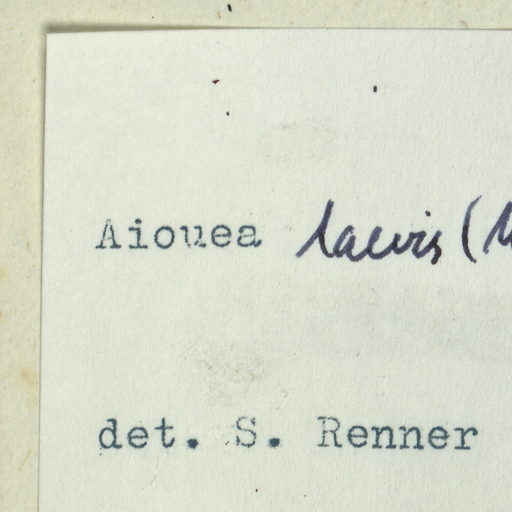 Aiouea laevis (
det. S. Renner